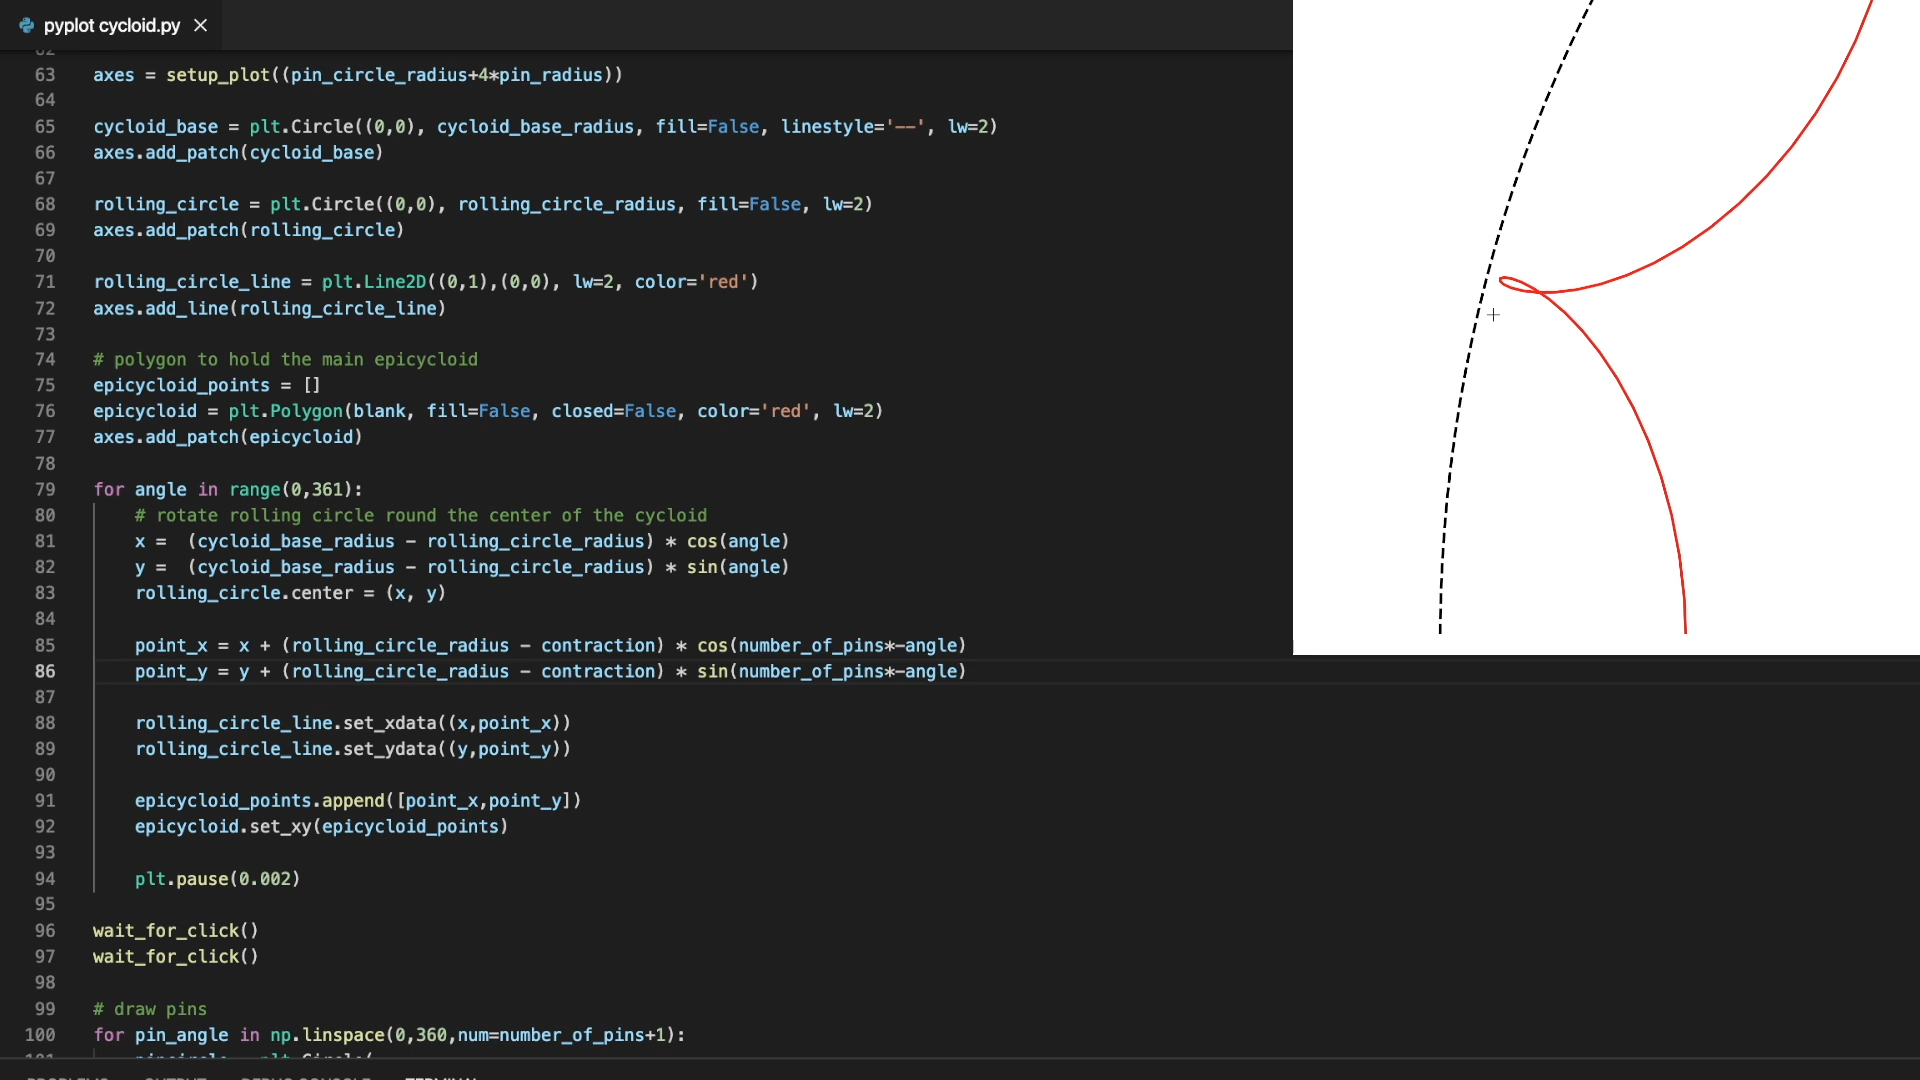 pyplot cycloid.py
63 axes = setup_plot((pin_circle_radius+4*pin_radius))
64
65 cycloid_base = plt.Circle((0,0), cycloid_base_radius, fill=False, linestyle='--', lw=2)
66 axes.add_patch(cycloid_base)
67
68 rolling_circle = plt.Circle((0,0), rolling_circle_radius, fill=False, lw=2)
69 axes.add_patch(rolling_circle)
70
71 rolling_circle_line = plt.Line2D((0,1),(0,0), lw=2, color='red')
72 axes.add_line(rolling_circle_line)
73
74 # polygon to hold the main epicycloid
75 epicycloid_points = []
76 epicycloid = plt.Polygon(blank, fill=False, closed=False, color='red', lw=2)
77 axes.add_patch(epicycloid)
78
79 for angle in range(0,361):
80 # rotate rolling circle round the center of the cycloid
81 x = (cycloid_base_radius - rolling_circle_radius) * cos(angle)
82 y = (cycloid_base_radius - rolling_circle_radius) * sin(angle)
83 rolling_circle.center = (x, y)
84
85 point_x = x + (rolling_circle_radius - contraction) * cos(number_of_pins*-angle)
86 point_y = y + (rolling_circle_radius - contraction) * sin(number_of_pins*-angle)
87
88 rolling_circle_line.set_xdata((x,point_x))
89 rolling_circle_line.set_ydata((y,point_y))
90
91 epicycloid_points.append([point_x,point_y])
92 epicycloid.set_xy(epicycloid_points)
93
94 plt.pause(0.002)
95
96 wait_for_click()
97 wait_for_click()
98
99 # draw pins
100 for pin_angle in np.linspace(0,360,num=number_of_pins+1):